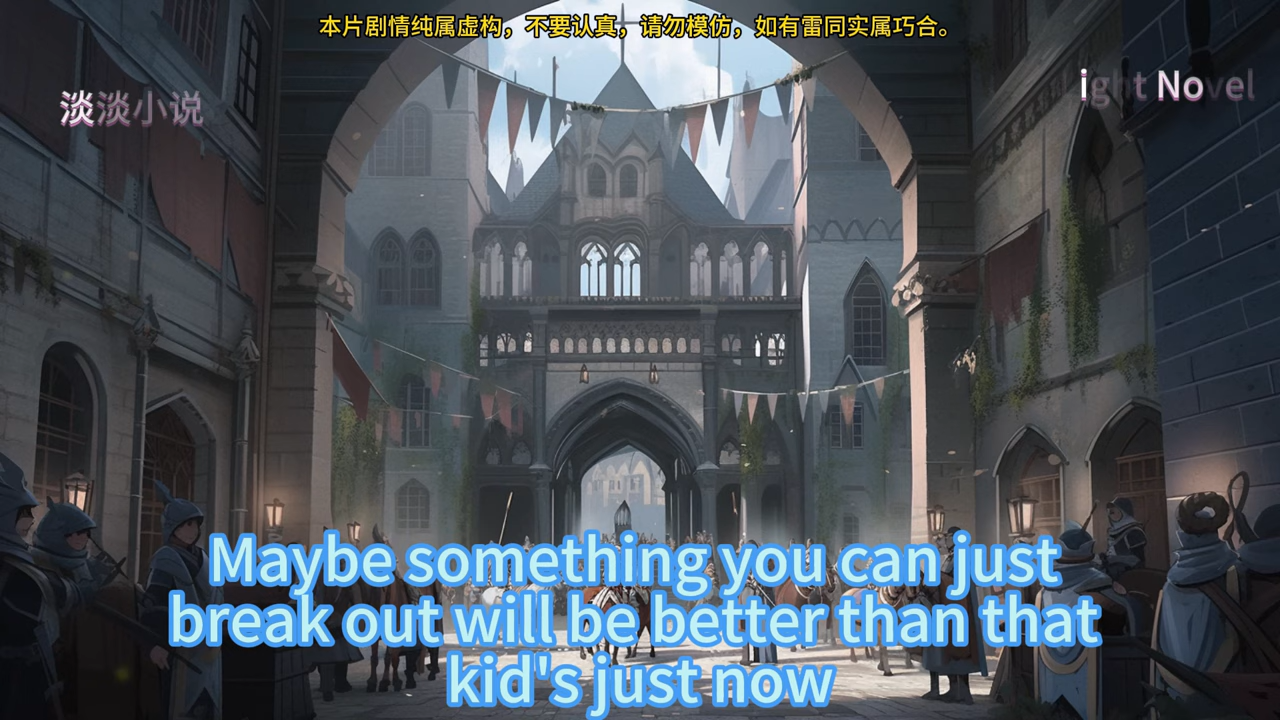 本片剧情纯属虚构，不要认真，请勿模仿，如有雷同实属巧合。
淡淡小说
ight Novel
Maybe something you can just
break out will be better than that
kid's just now